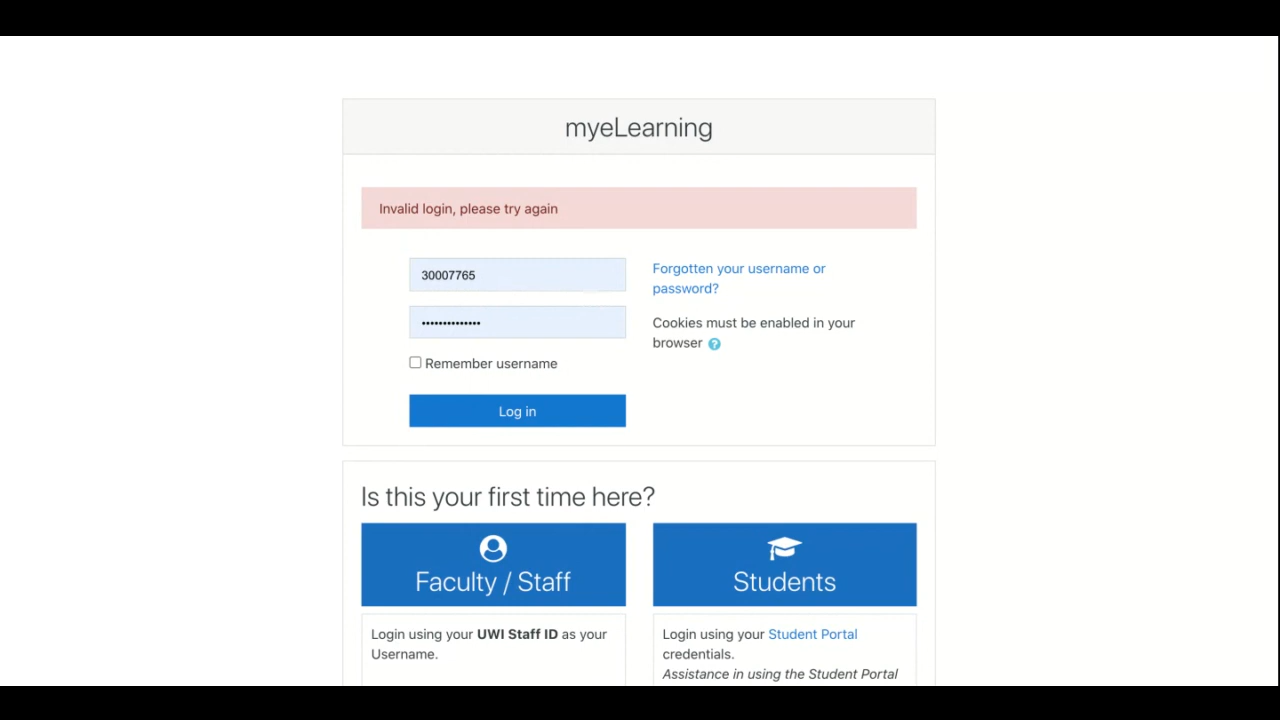 myeLearning
Invalid login, please try again
30007765
••••••••••••••
Forgotten your username or
password?
Cookies must be enabled in your
browser ?
Remember username
Log in
Is this your first time here?
Faculty / Staff
Login using your UWI Staff ID as your
Username.
Students
Login using your Student Portal
credentials.
Assistance in using the Student Portal